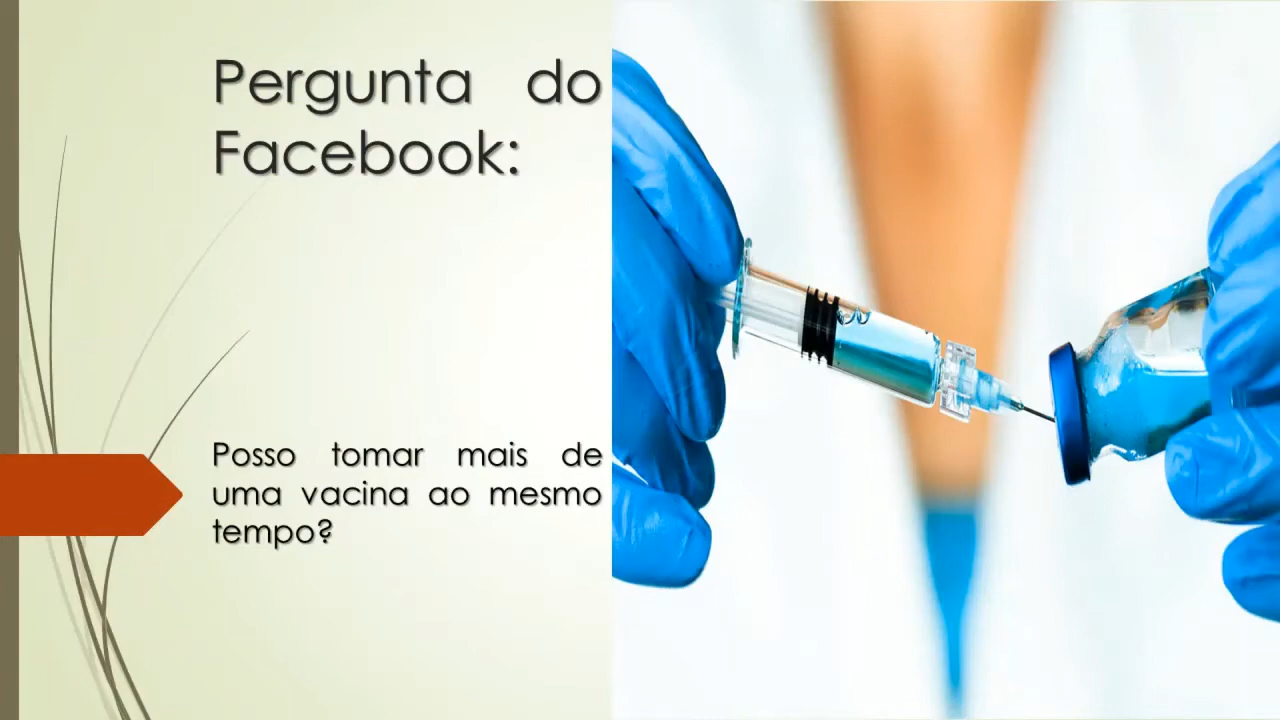 Pergunta do
Facebook:
Posso tomar mais de
uma vacina ao mesmo
tempo?